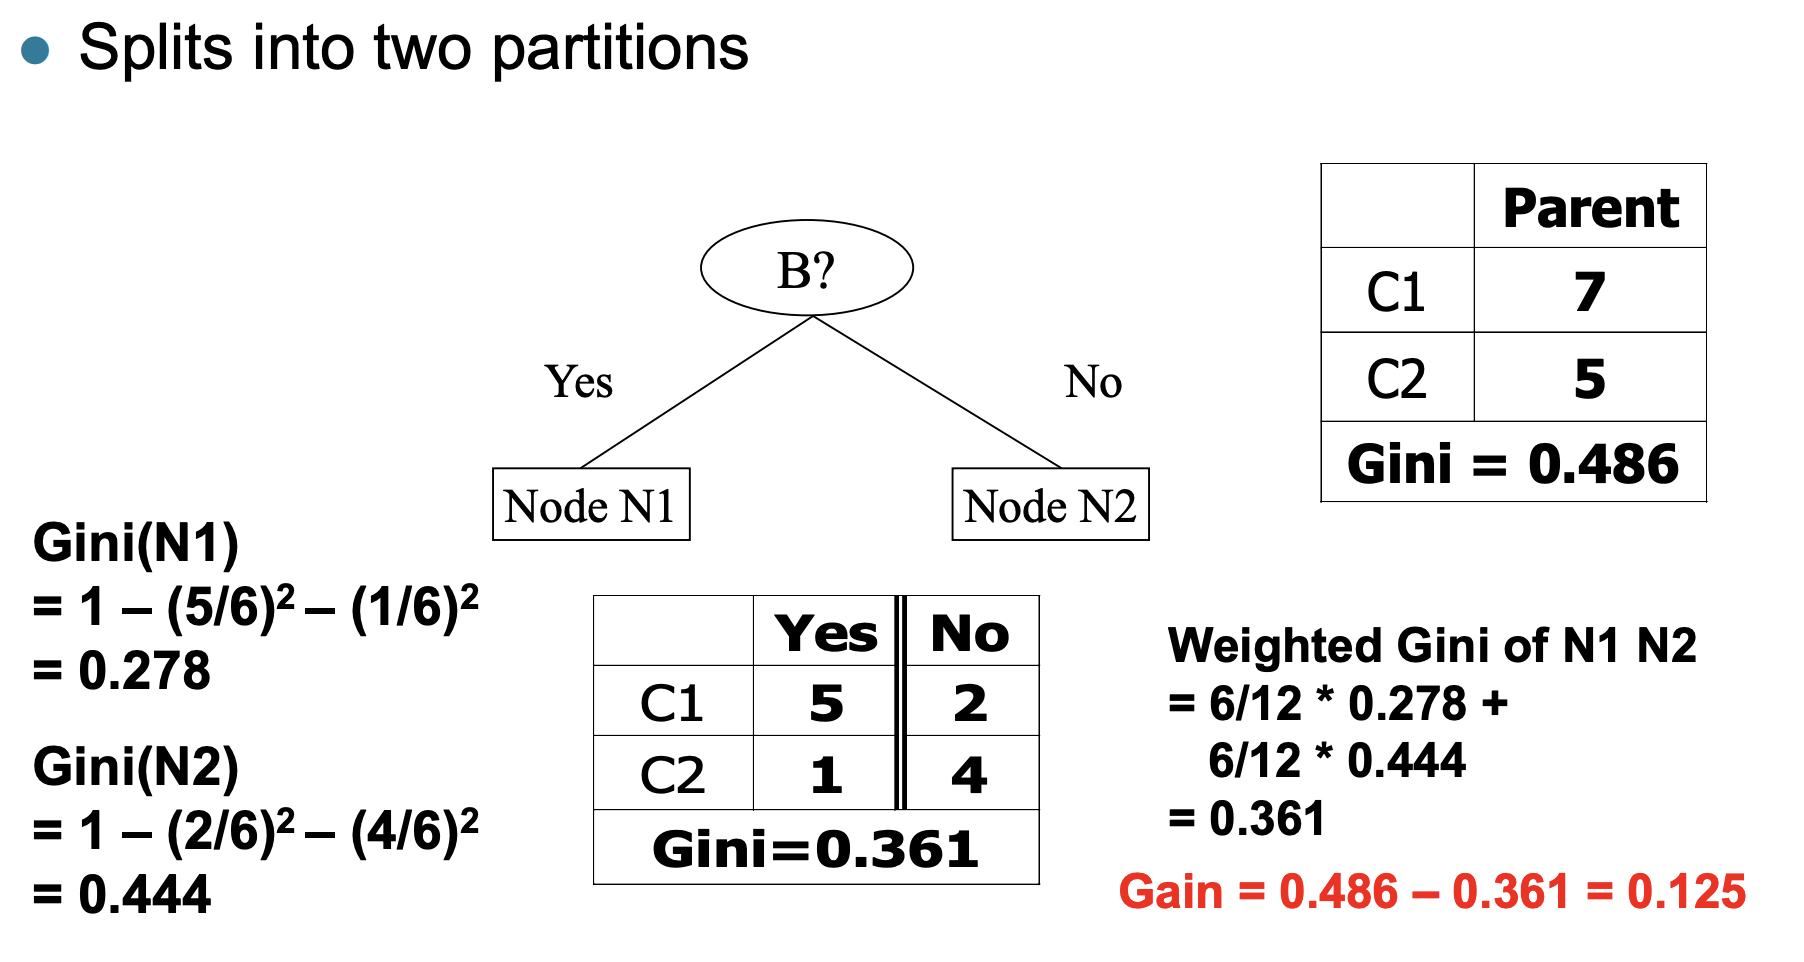 Splits into two partitions
B?
Yes
No
Node N1
Node N2
Parent
C1 7
C2 5
Gini = 0.486
Gini(N1)
= 1 – (5/6)² – (1/6)²
= 0.278
Gini(N2)
= 1 – (2/6)² – (4/6)²
= 0.444
Yes No
C1 5 2
C2 1 4
Gini=0.361
Weighted Gini of N1 N2
= 6/12 * 0.278 +
6/12 * 0.444
= 0.361
Gain = 0.486 – 0.361 = 0.125